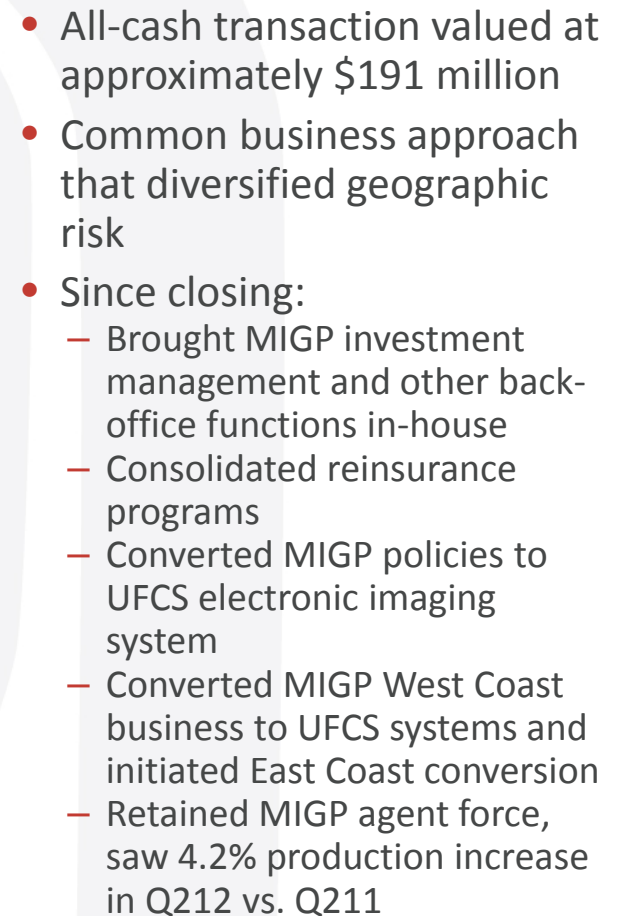 • All-cash transaction valued at
approximately $191 million
• Common business approach
that diversified geographic
risk
• Since closing:
– Brought MIGP investment
management and other back-
office functions in-house
– Consolidated reinsurance
programs
– Converted MIGP policies to
UFCS electronic imaging
system
– Converted MIGP West Coast
business to UFCS systems and
initiated East Coast conversion
– Retained MIGP agent force,
saw 4.2% production increase
in Q212 vs. Q211